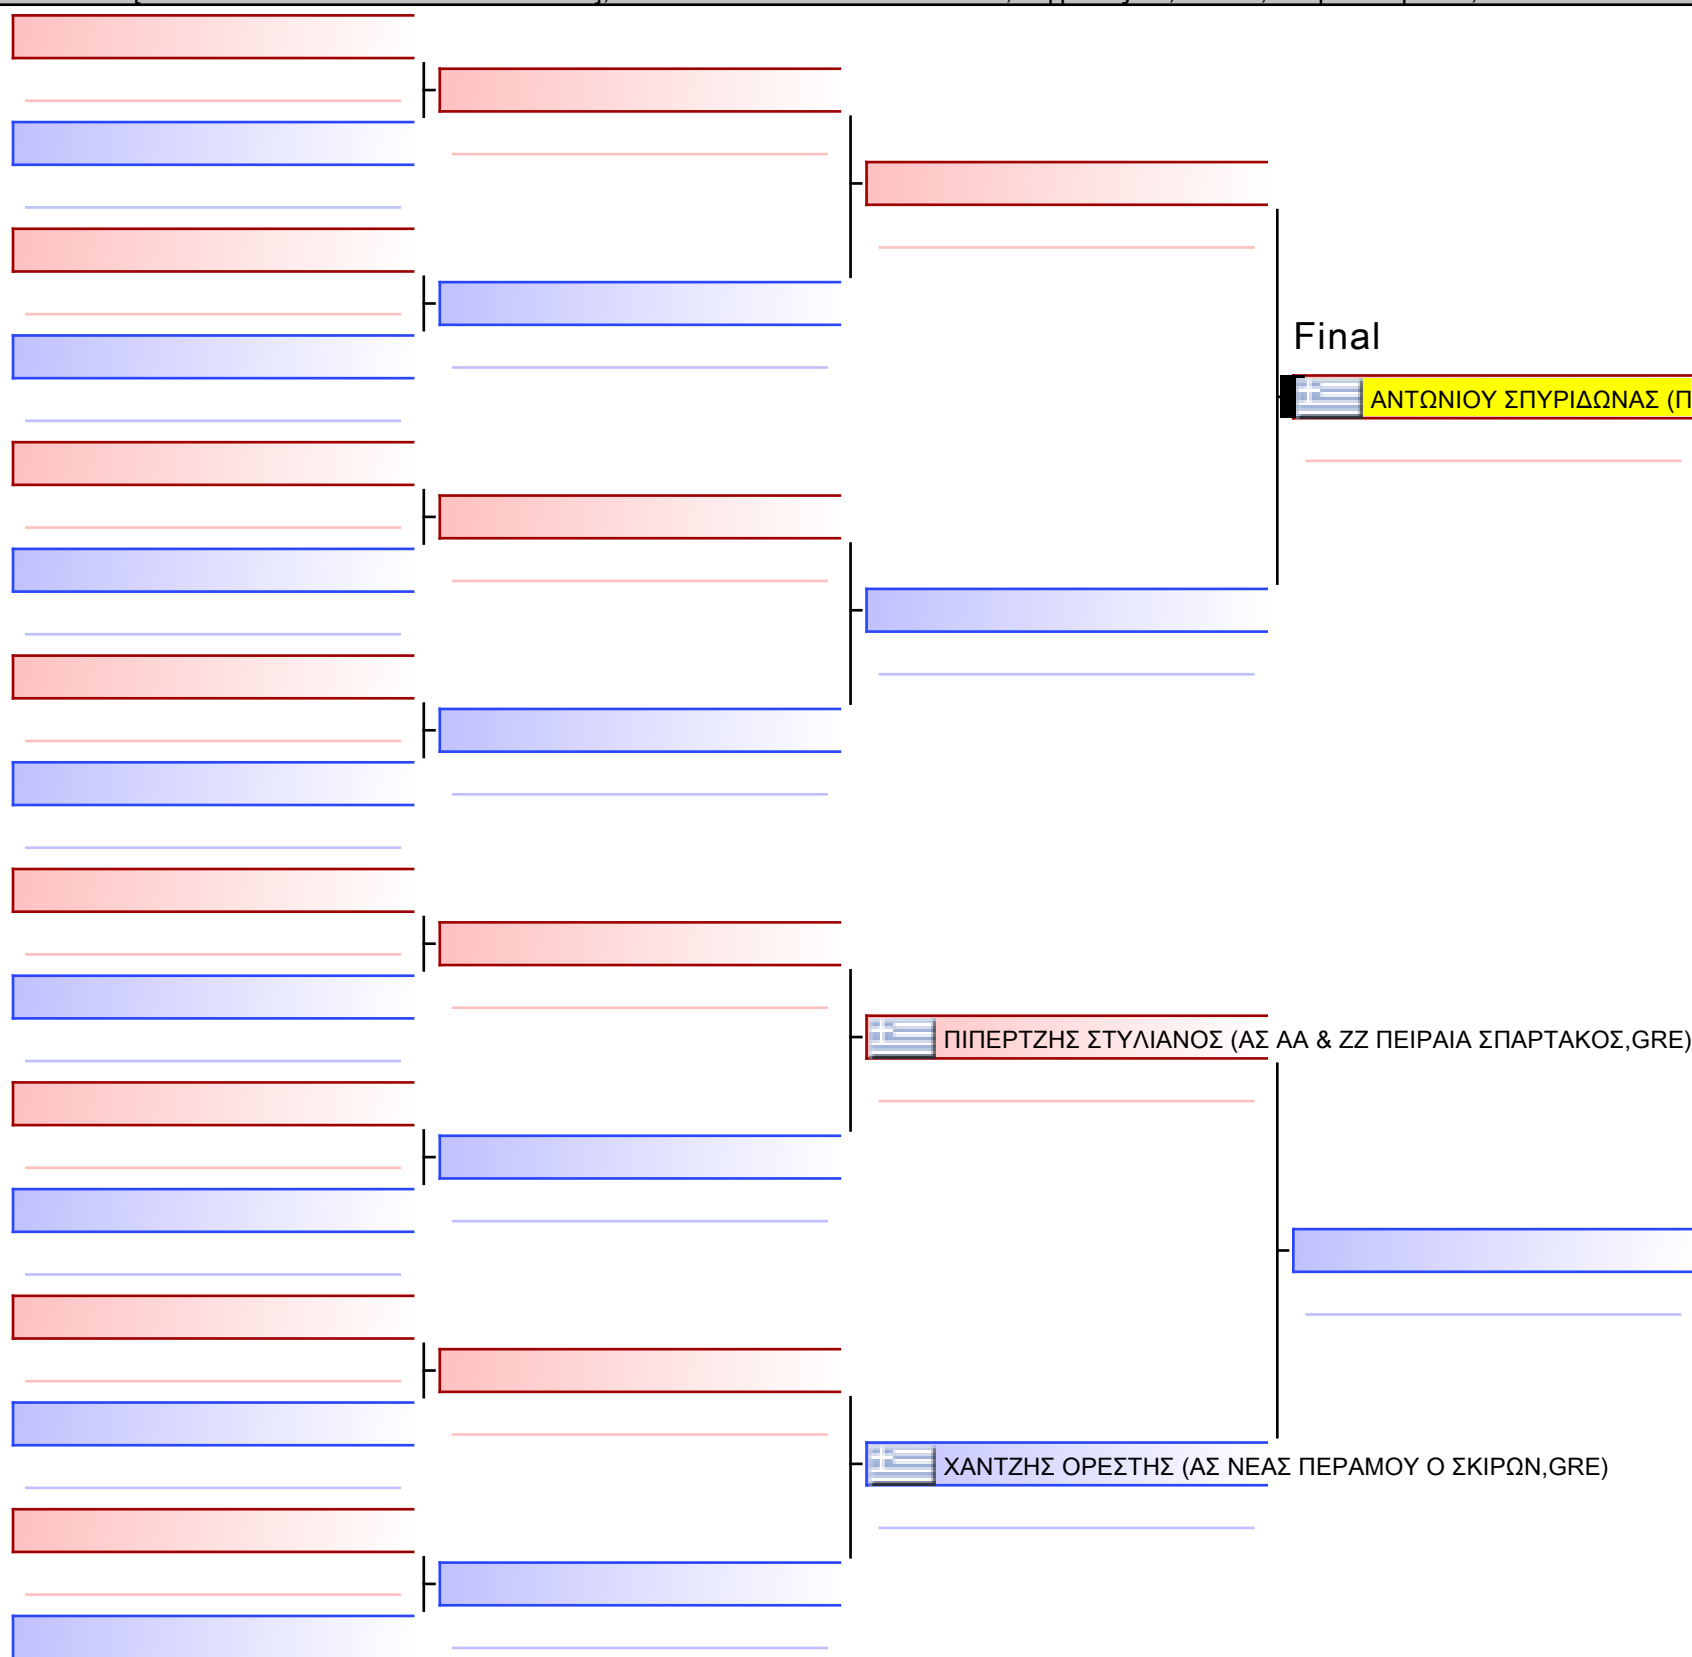 Final
ΑΝΤΩΝΙΟΥ ΣΠΥΡΙΔΩΝΑΣ (Π
ΠΙΠΕΡΤΖΗΣ ΣΤΥΛΙΑΝΟΣ (ΑΣ ΑΑ & ΖΖ ΠΕΙΡΑΙΑ ΣΠΑΡΤΑΚΟΣ,GRE)
ΧΑΝΤΖΗΣ ΟΡΕΣΤΗΣ (ΑΣ ΝΕΑΣ ΠΕΡΑΜΟΥ Ο ΣΚΙΡΩΝ,GRE)